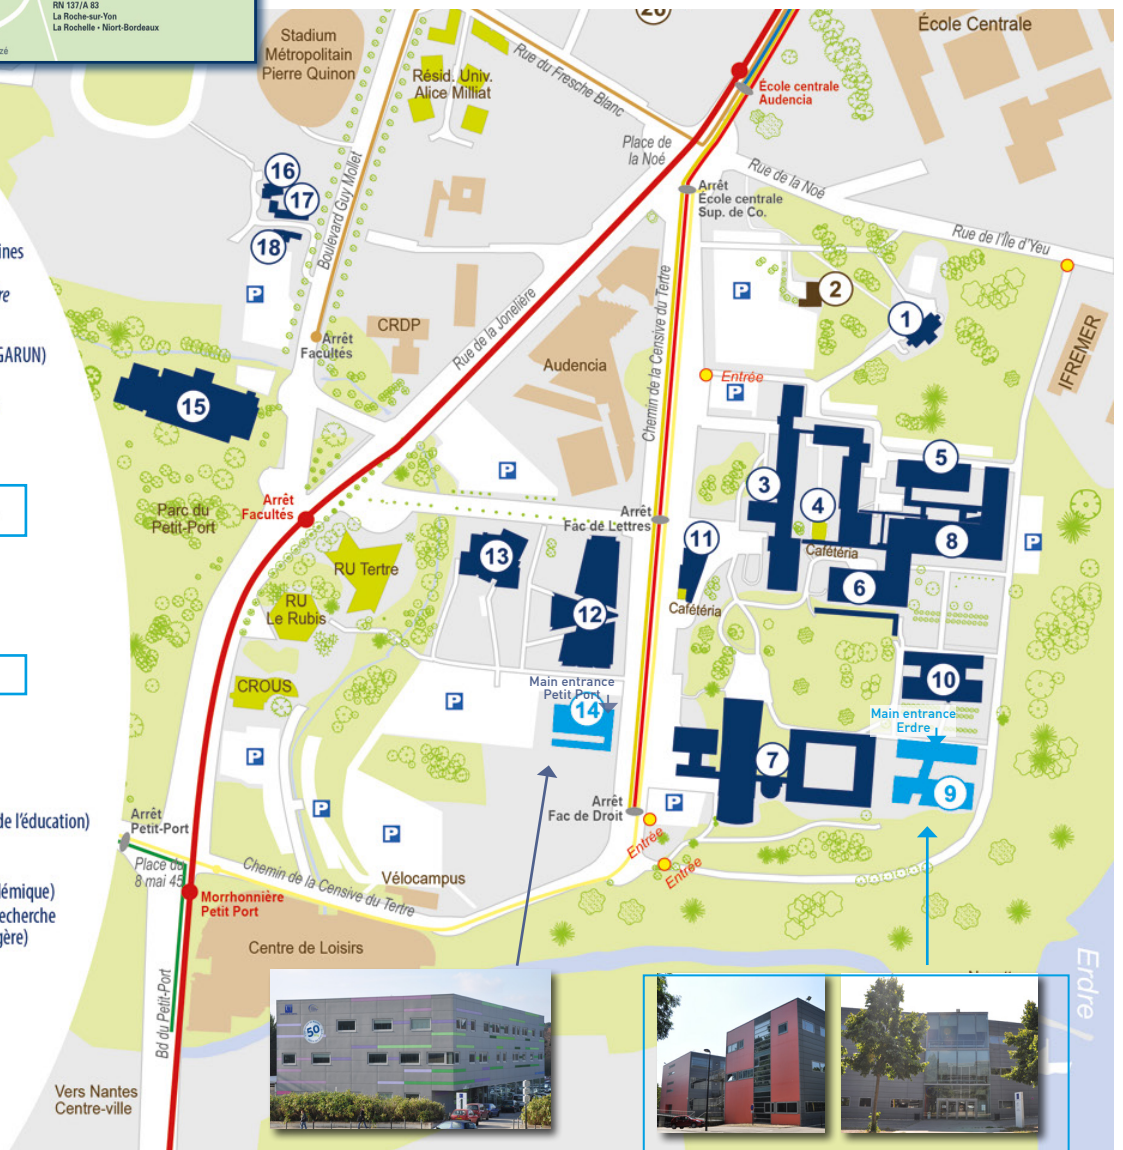 RN 137/A 83
La Roche-sur-Yon
La Rochelle • Niort-Bordeaux
zé
20
École Centrale
Stadium
Métropolitain
Pierre Quinon
Résid. Univ.
Alice Milliat
Rue du Fresche Blanc
École centrale
Audencia
Place de
la Noé
Rue de la Noé
Arrêt
École centrale
Sup. de Co.
Rue de l'Île d'Yeu
16
17
18
Boulevard Guy Mollet
ines
re
GARUN)
P
P
2
1
IFREMER
Arrêt
Facultés
CRDP
Rue de la Jonelière
Audencia
Chemin de la Censive du Tertre
Entrée
P
15
P
3
4
5
Parc du
Petit-Port
Arrêt
Facultés
Arrêt
Fac de Lettres
11
8
P
Cafétéria
RU Tertre
13
6
RU
Le Rubis
12
Cafétéria
CROUS
Main entrance
Petit Port
14
10
P
Main entrance
Erdre
P
7
9
P
P
P
Arrêt
Fac de Droit
Entrée
Entrée
de l'éducation)
Arrêt
Petit-Port
Place du
8 mai 45
démique)
echerche
gère)
Morrhonnière
Petit Port
Chemin de la Censive du Tertre
Vélocampus
Centre de Loisirs
Bd du Petit-Port
Erdre
50
Vers Nantes
Centre-ville